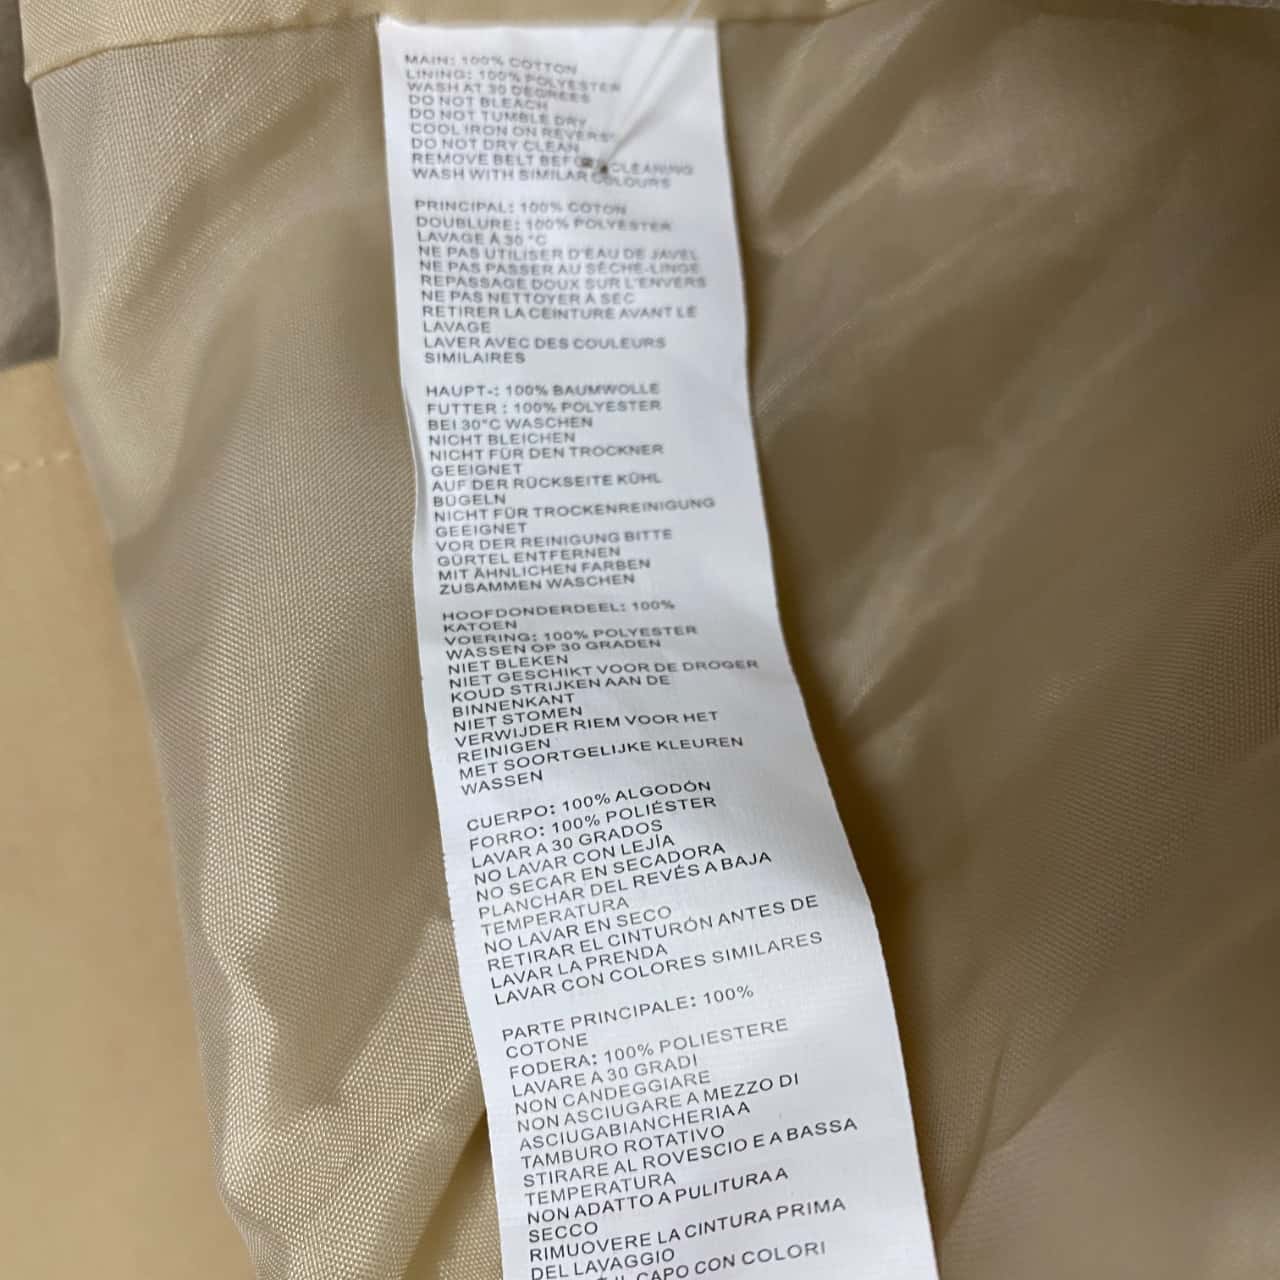 MAIN: 100% COTTON
LINING: 100% POLYESTER
WASH AT 30 DEGREES
DO NOT BLEACH
DO NOT TUMBLE DRY
COOL IRON ON
DO NOT DRY CLEAN
REMOVE BELT CLEANING
WASH WITH SIMILAR COLOURS
PRINCIPAL: 100% COTON
DOUBLURE: 100% POLYESTER
LAVAGE À 30 °C
NE PAS UTILISER D'EAU DE JAVEL
NE PAS PASSER AU SÈCHE-LINGE
REPASSAGE DOUX SUR L'ENVERS
NE PAS NETTOYER À SEC
RETIRER LA CEINTURE AVANT LE
LAVAGE
LAVER AVEC DES COULEURS
SIMILAIRES
HAUPT-: 100% BAUMWOLLE
FUTTER : 100% POLYESTER
BEI 30°C WASCHEN
NICHT BLEICHEN
NICHT FÜR DEN TROCKNER
GEEIGNET
AUF DER RÜCKSEITE KÜHL
BÜGELN
NICHT FÜR TROCKENREINIGUNG
GEEIGNET
VOR DER REINIGUNG BITTE
GÜRTEL ENTFERNEN
MIT ÄHNLICHEN FARBEN
ZUSAMMEN WASCHEN
HOOFDONDERDEEL: 100%
KATOEN
VOERING: 100% POLYESTER
WASSEN OP 30 GRADEN
NIET BLEKEN
NIET GESCHIKT VOOR DE DROGER
KOUD STRIJKEN AAN DE
BINNENKANT
NIET STOMEN
VERWIJDER RIEM VOOR HET
REINIGEN
MET SOORTGELIJKE KLEUREN
WASSEN
CUERPO: 100% ALGODÓN
FORRO: 100% POLIÉSTER
LAVAR A 30 GRADOS
NO LAVAR CON LEJÍA
NO SECAR EN SECADORA
PLANCHAR DEL REVÉS A BAJA
TEMPERATURA
NO LAVAR EN SECO
RETIRAR EL CINTURÓN ANTES DE
LAVAR LA PRENDA
LAVAR CON COLORES SIMILARES
PARTE PRINCIPALE: 100%
COTONE
FODERA: 100% POLIESTERE
LAVARE A 30 GRADI
NON CANDEGGIARE
NON ASCIUGARE A MEZZO DI
ASCIUGABIANCHERIA A
TAMBURO ROTATIVO
STIRARE AL ROVESCIO E A BASSA
TEMPERATURA
NON ADATTO A PULITURA A
SECCO
RIMUOVERE LA CINTURA PRIMA
DEL LAVAGGIO
IL CAPO CON COLORI